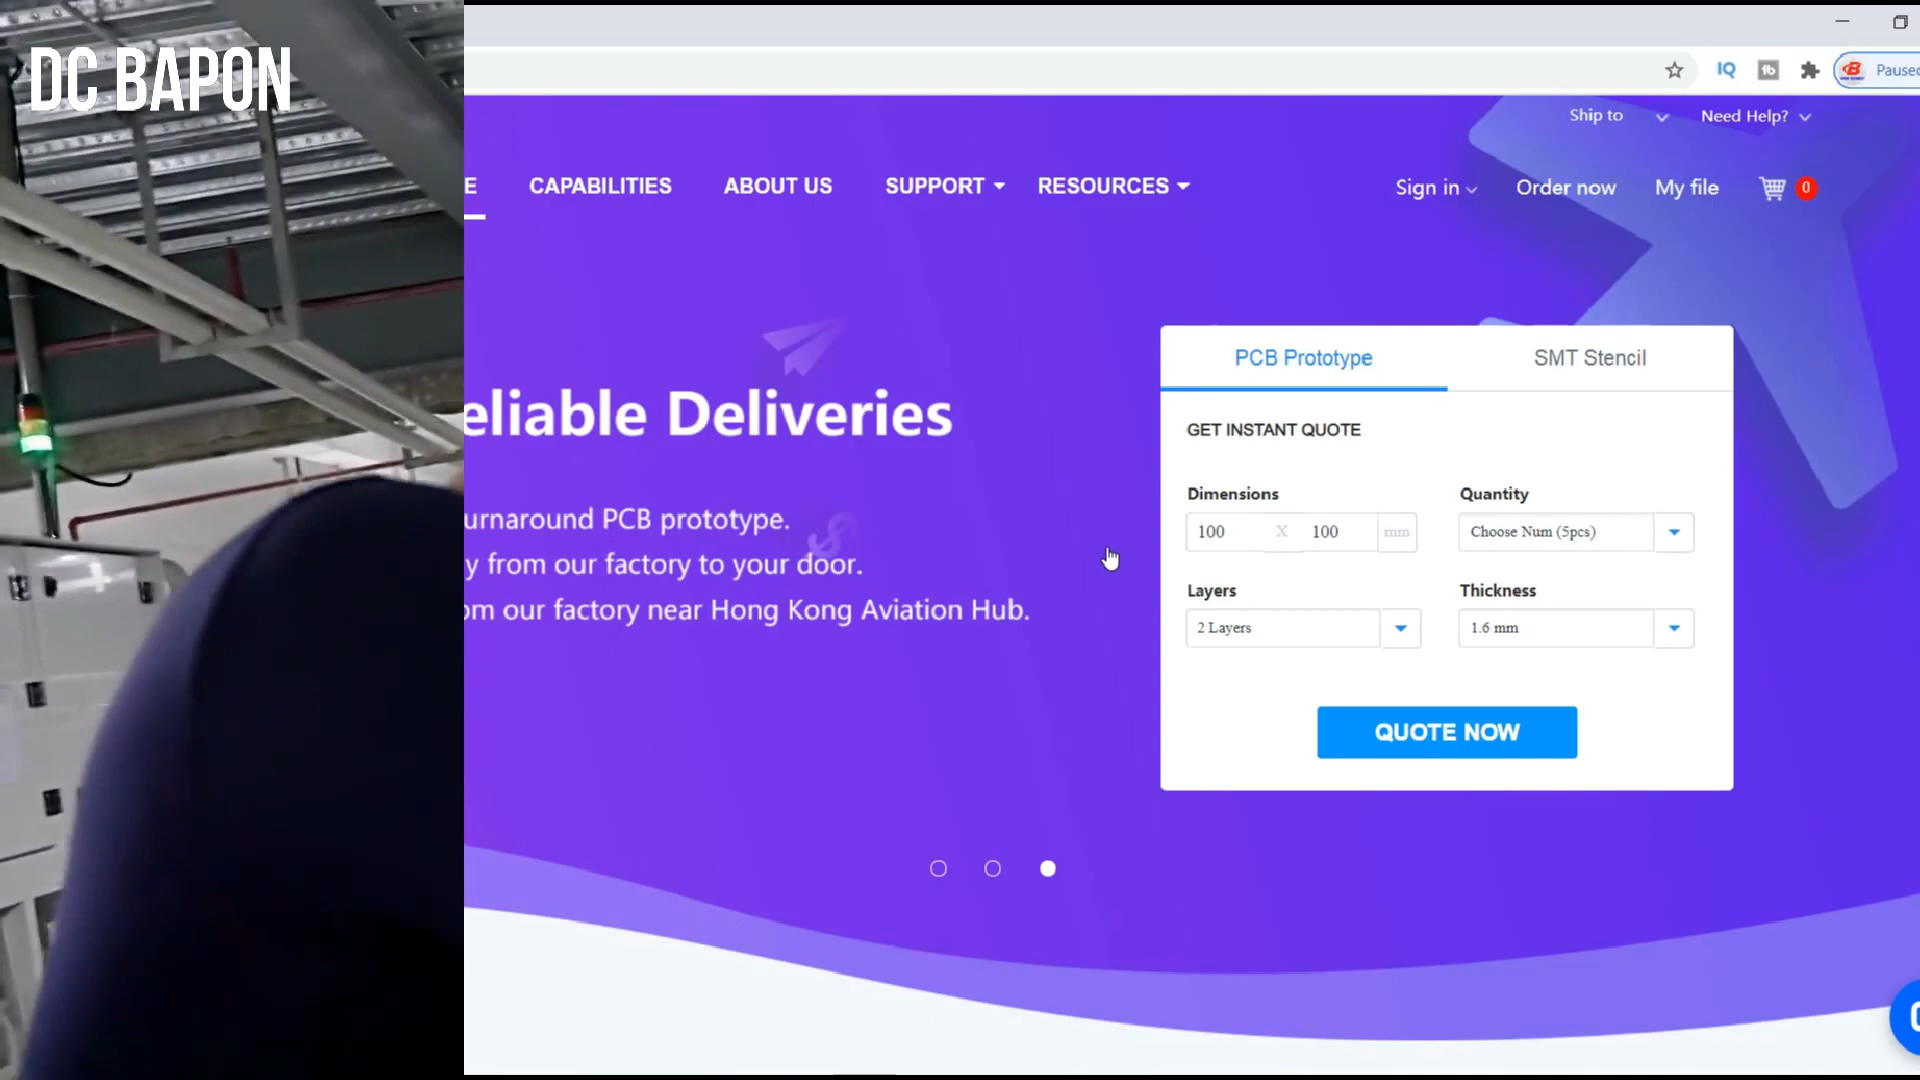 DC BAPON
Paused
Ship to
Need Help?
CAPABILITIES
ABOUT US
SUPPORT
RESOURCES
Sign in
Order now
My file
0
eliable Deliveries
urnaround PCB prototype.
y from our factory to your door.
om our factory near Hong Kong Aviation Hub.
PCB Prototype
SMT Stencil
GET INSTANT QUOTE
Dimensions
100 X 100 mm
Quantity
Choose Num (5pcs)
Layers
2 Layers
Thickness
1.6 mm
QUOTE NOW